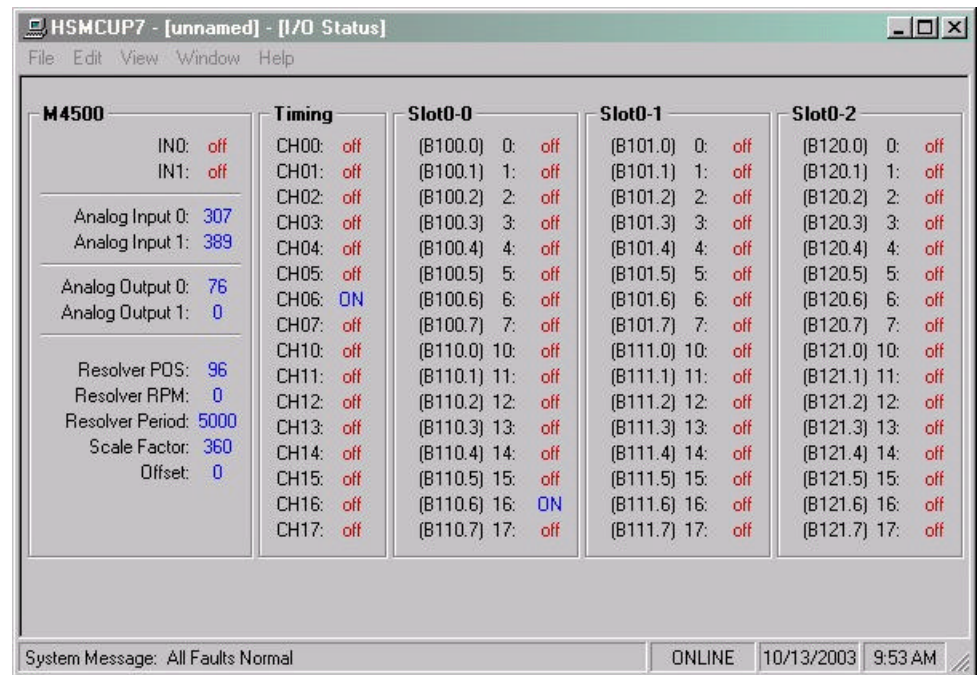 HSMCUP7 - [unnamed] - [I/O Status]
File Edit View Window Help
M4500
IN0: off
IN1: off
Analog Input 0: 307
Analog Input 1: 389
Analog Output 0: 76
Analog Output 1: 0
Resolver POS: 96
Resolver RPM: 0
Resolver Period: 5000
Scale Factor: 360
Offset: 0
Timing
CH00: off
CH01: off
CH02: off
CH03: off
CH04: off
CH05: off
CH06: ON
CH07: off
CH10: off
CH11: off
CH12: off
CH13: off
CH14: off
CH15: off
CH16: off
CH17: off
Slot0-0
(B100.0) 0: off
(B100.1) 1: off
(B100.2) 2: off
(B100.3) 3: off
(B100.4) 4: off
(B100.5) 5: off
(B100.6) 6: off
(B100.7) 7: off
(B110.0) 10: off
(B110.1) 11: off
(B110.2) 12: off
(B110.3) 13: off
(B110.4) 14: off
(B110.5) 15: off
(B110.6) 16: ON
(B110.7) 17: off
Slot0-1
(B101.0) 0: off
(B101.1) 1: off
(B101.2) 2: off
(B101.3) 3: off
(B101.4) 4: off
(B101.5) 5: off
(B101.6) 6: off
(B101.7) 7: off
(B111.0) 10: off
(B111.1) 11: off
(B111.2) 12: off
(B111.3) 13: off
(B111.4) 14: off
(B111.5) 15: off
(B111.6) 16: off
(B111.7) 17: off
Slot0-2
(B120.0) 0: off
(B120.1) 1: off
(B120.2) 2: off
(B120.3) 3: off
(B120.4) 4: off
(B120.5) 5: off
(B120.6) 6: off
(B120.7) 7: off
(B121.0) 10: off
(B121.1) 11: off
(B121.2) 12: off
(B121.3) 13: off
(B121.4) 14: off
(B121.5) 15: off
(B121.6) 16: off
(B121.7) 17: off
System Message: All Faults Normal
ONLINE
10/13/2003
9:53 AM